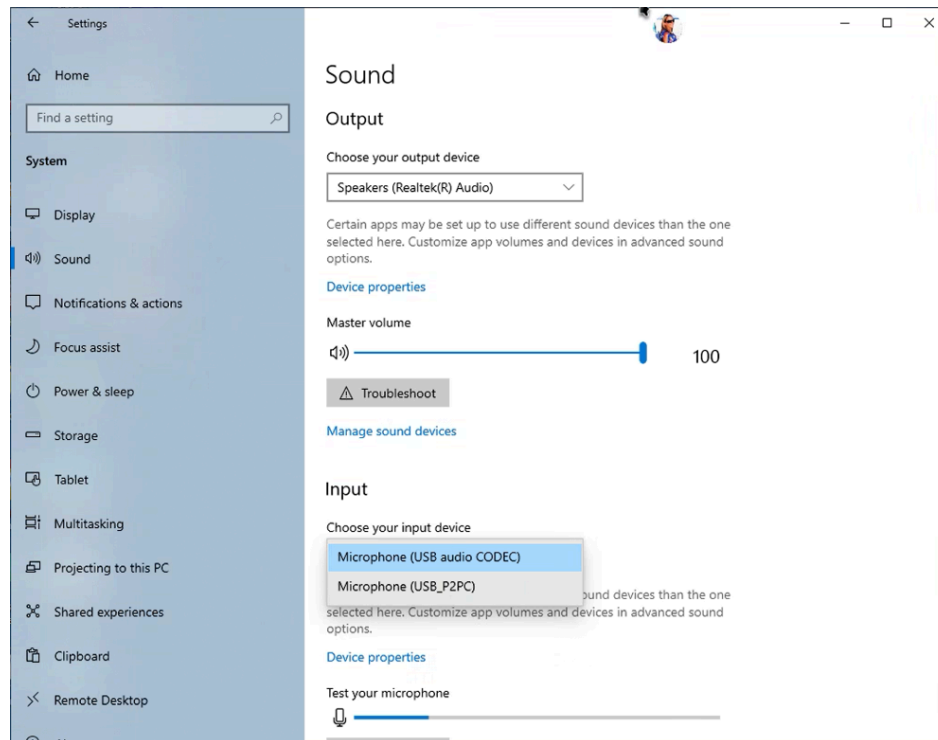 Settings
Home
Find a setting
System
Display
Sound
Notifications & actions
Focus assist
Power & sleep
Storage
Tablet
Multitasking
Projecting to this PC
Shared experiences
Clipboard
Remote Desktop
Sound
Output
Choose your output device
Speakers (Realtek(R) Audio)
Certain apps may be set up to use different sound devices than the one
selected here. Customize app volumes and devices in advanced sound
options.
Device properties
Master volume
100
Troubleshoot
Manage sound devices
Input
Choose your input device
Microphone (USB audio CODEC)
Microphone (USB_P2PC)
ound devices than the one
selected here. Customize app volumes and devices in advanced sound
options.
Device properties
Test your microphone